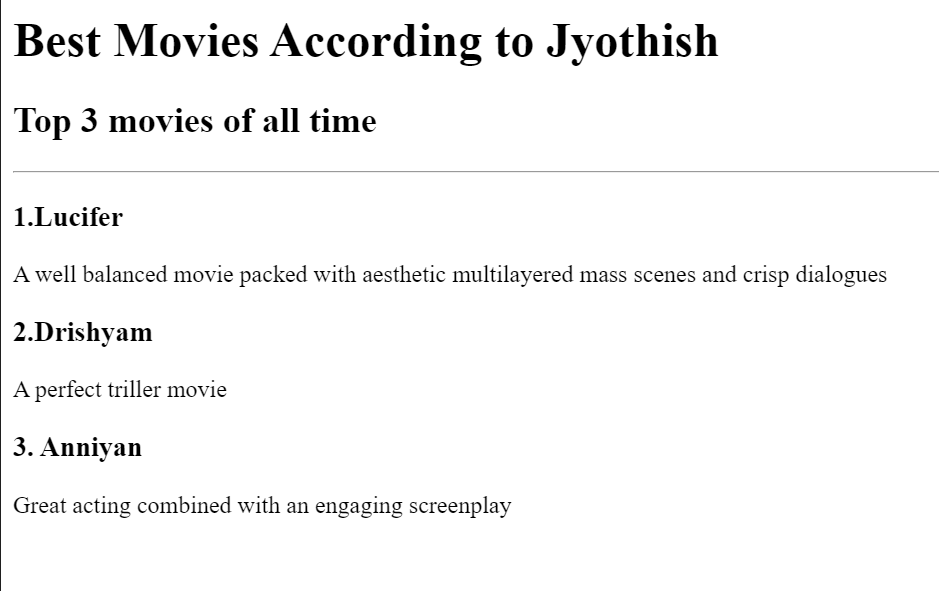 Best Movies According to Jyothish
Top 3 movies of all time
1.Lucifer
A well balanced movie packed with aesthetic multilayered mass scenes and crisp dialogues
2.Drishyam
A perfect triller movie
3. Anniyan
Great acting combined with an engaging screenplay